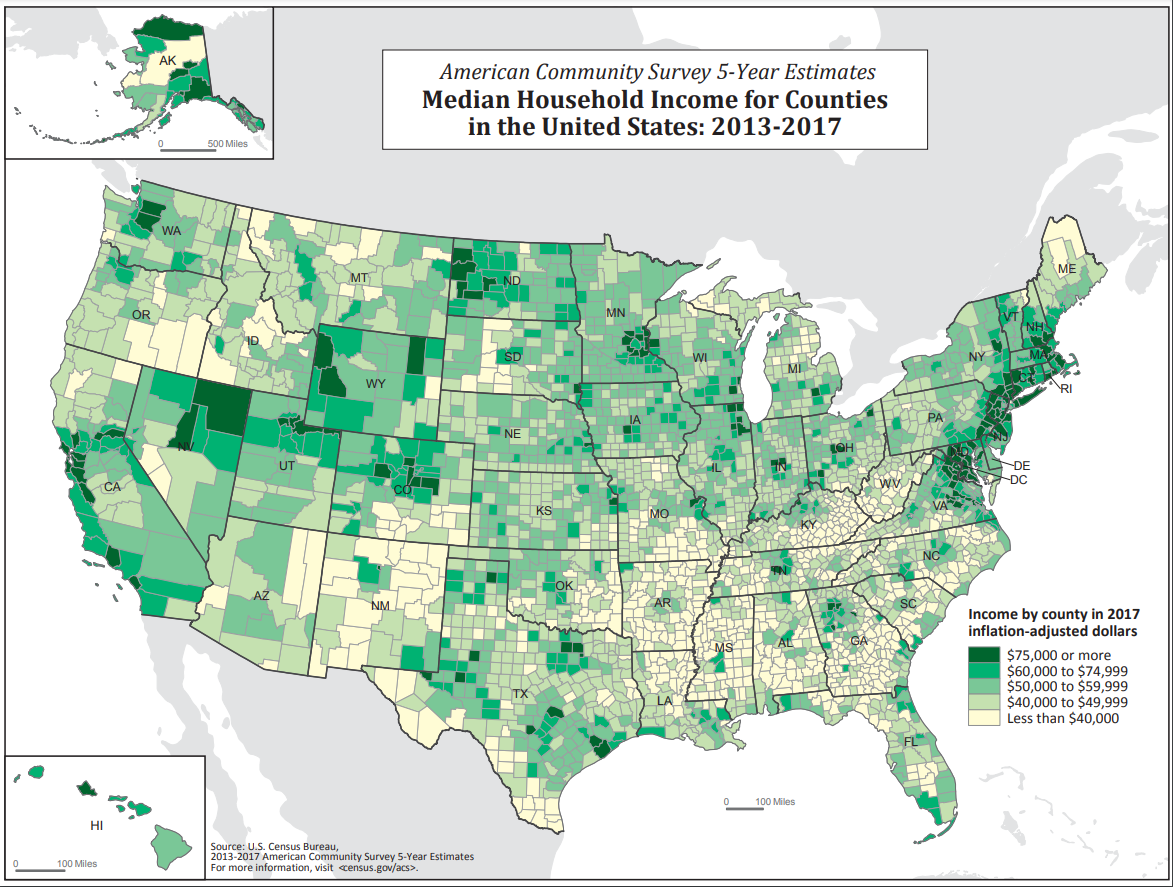 American Community Survey 5-Year Estimates
Median Household Income for Counties
in the United States: 2013-2017
AK
0 500 Miles
WA
MT
ND
ME
OR
MN
VT
NH
ID
SD
WI
NY
MA
WY
MI
CT
RI
IA
PA
NV
NE
NJ
UT
IL
IN
OH
MD
DE
CA
CO
WV
DC
KS
MO
KY
VA
AZ
NM
OK
TN
NC
AR
SC
MS
AL
GA
TX
LA
FL
Income by county in 2017
inflation-adjusted dollars
$75,000 or more
$60,000 to $74,999
$50,000 to $59,999
$40,000 to $49,999
Less than $40,000
0 100 Miles
HI
0 100 Miles
Source: U.S. Census Bureau,
2013-2017 American Community Survey 5-Year Estimates
For more information, visit <census.gov/acs>.